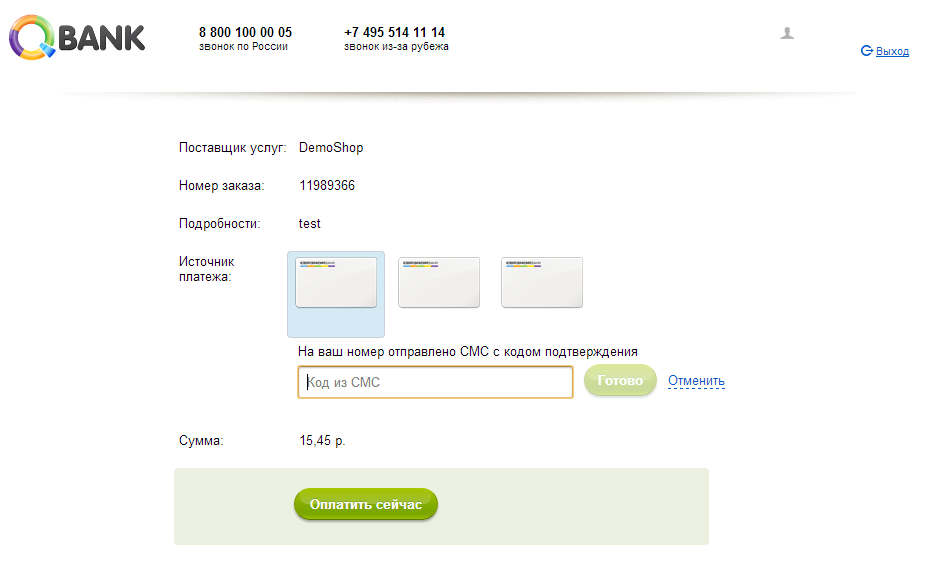 QBANK
8 800 100 00 05
звонок по России
+7 495 514 11 14
звонок из-за рубежа
Выход
Поставщик услуг: DemoShop
Номер заказа: 11989366
Подробности: test
Источник
платежа:
На ваш номер отправлено СМС с кодом подтверждения
Код из СМС
Готово
Отменить
Сумма: 15,45 р.
Оплатить сейчас